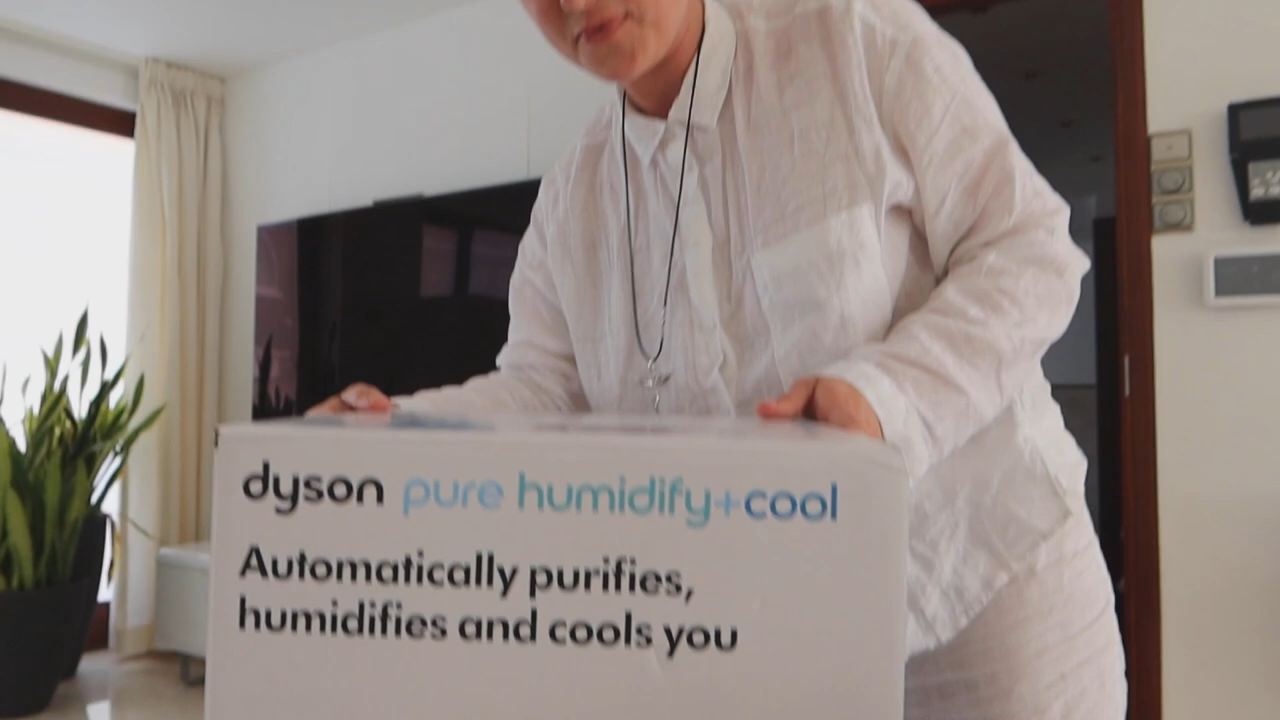 dyson pure humidify+cool
Automatically purifies,
humidifies and cools you